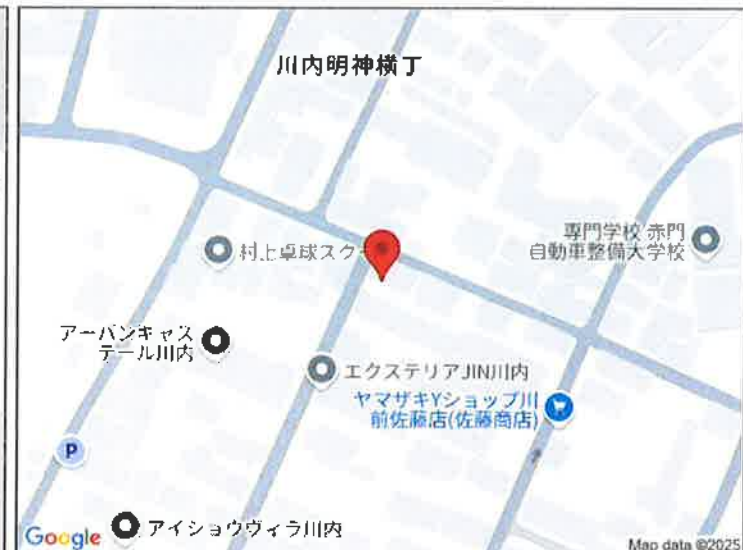 川内明神横丁
専門学校 赤門
自動車整備大学校
村上卓球スク
アーバンキャス
テール川内
エクステリアJIN川内
ヤマザキYショップ川
前佐藤店(佐藤商店)
P
アイショウヴィラ川内
Google
Map data ©2025